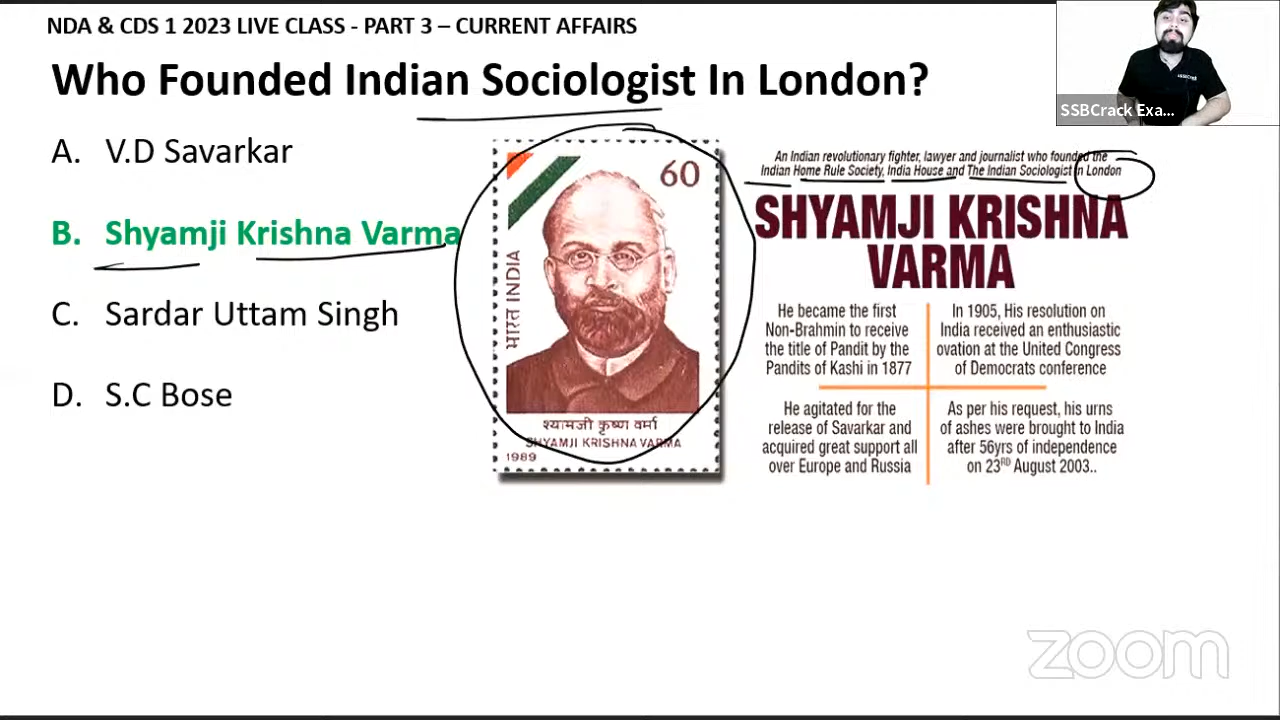 NDA & CDS 1 2023 LIVE CLASS - PART 3 – CURRENT AFFAIRS
SSBCrack
SSBCrack Exa...
Who Founded Indian Sociologist In London?
A. V.D Savarkar
B. Shyamji Krishna Varma
C. Sardar Uttam Singh
D. S.C Bose
60
भारत INDIA
श्यामजी कृष्ण वर्मा
SHYAMJI KRISHNA VARMA
1989
An Indian revolutionary fighter, lawyer and journalist who founded the
Indian Home Rule Society, India House and The Indian Sociologist in London
SHYAMJI KRISHNA
VARMA
He became the first
Non-Brahmin to receive
the title of Pandit by the
Pandits of Kashi in 1877
In 1905, His resolution on
India received an enthusiastic
ovation at the United Congress
of Democrats conference
He agitated for the
release of Savarkar and
acquired great support all
over Europe and Russia
As per his request, his urns
of ashes were brought to India
after 56yrs of independence
on 23RD August 2003..
zoom